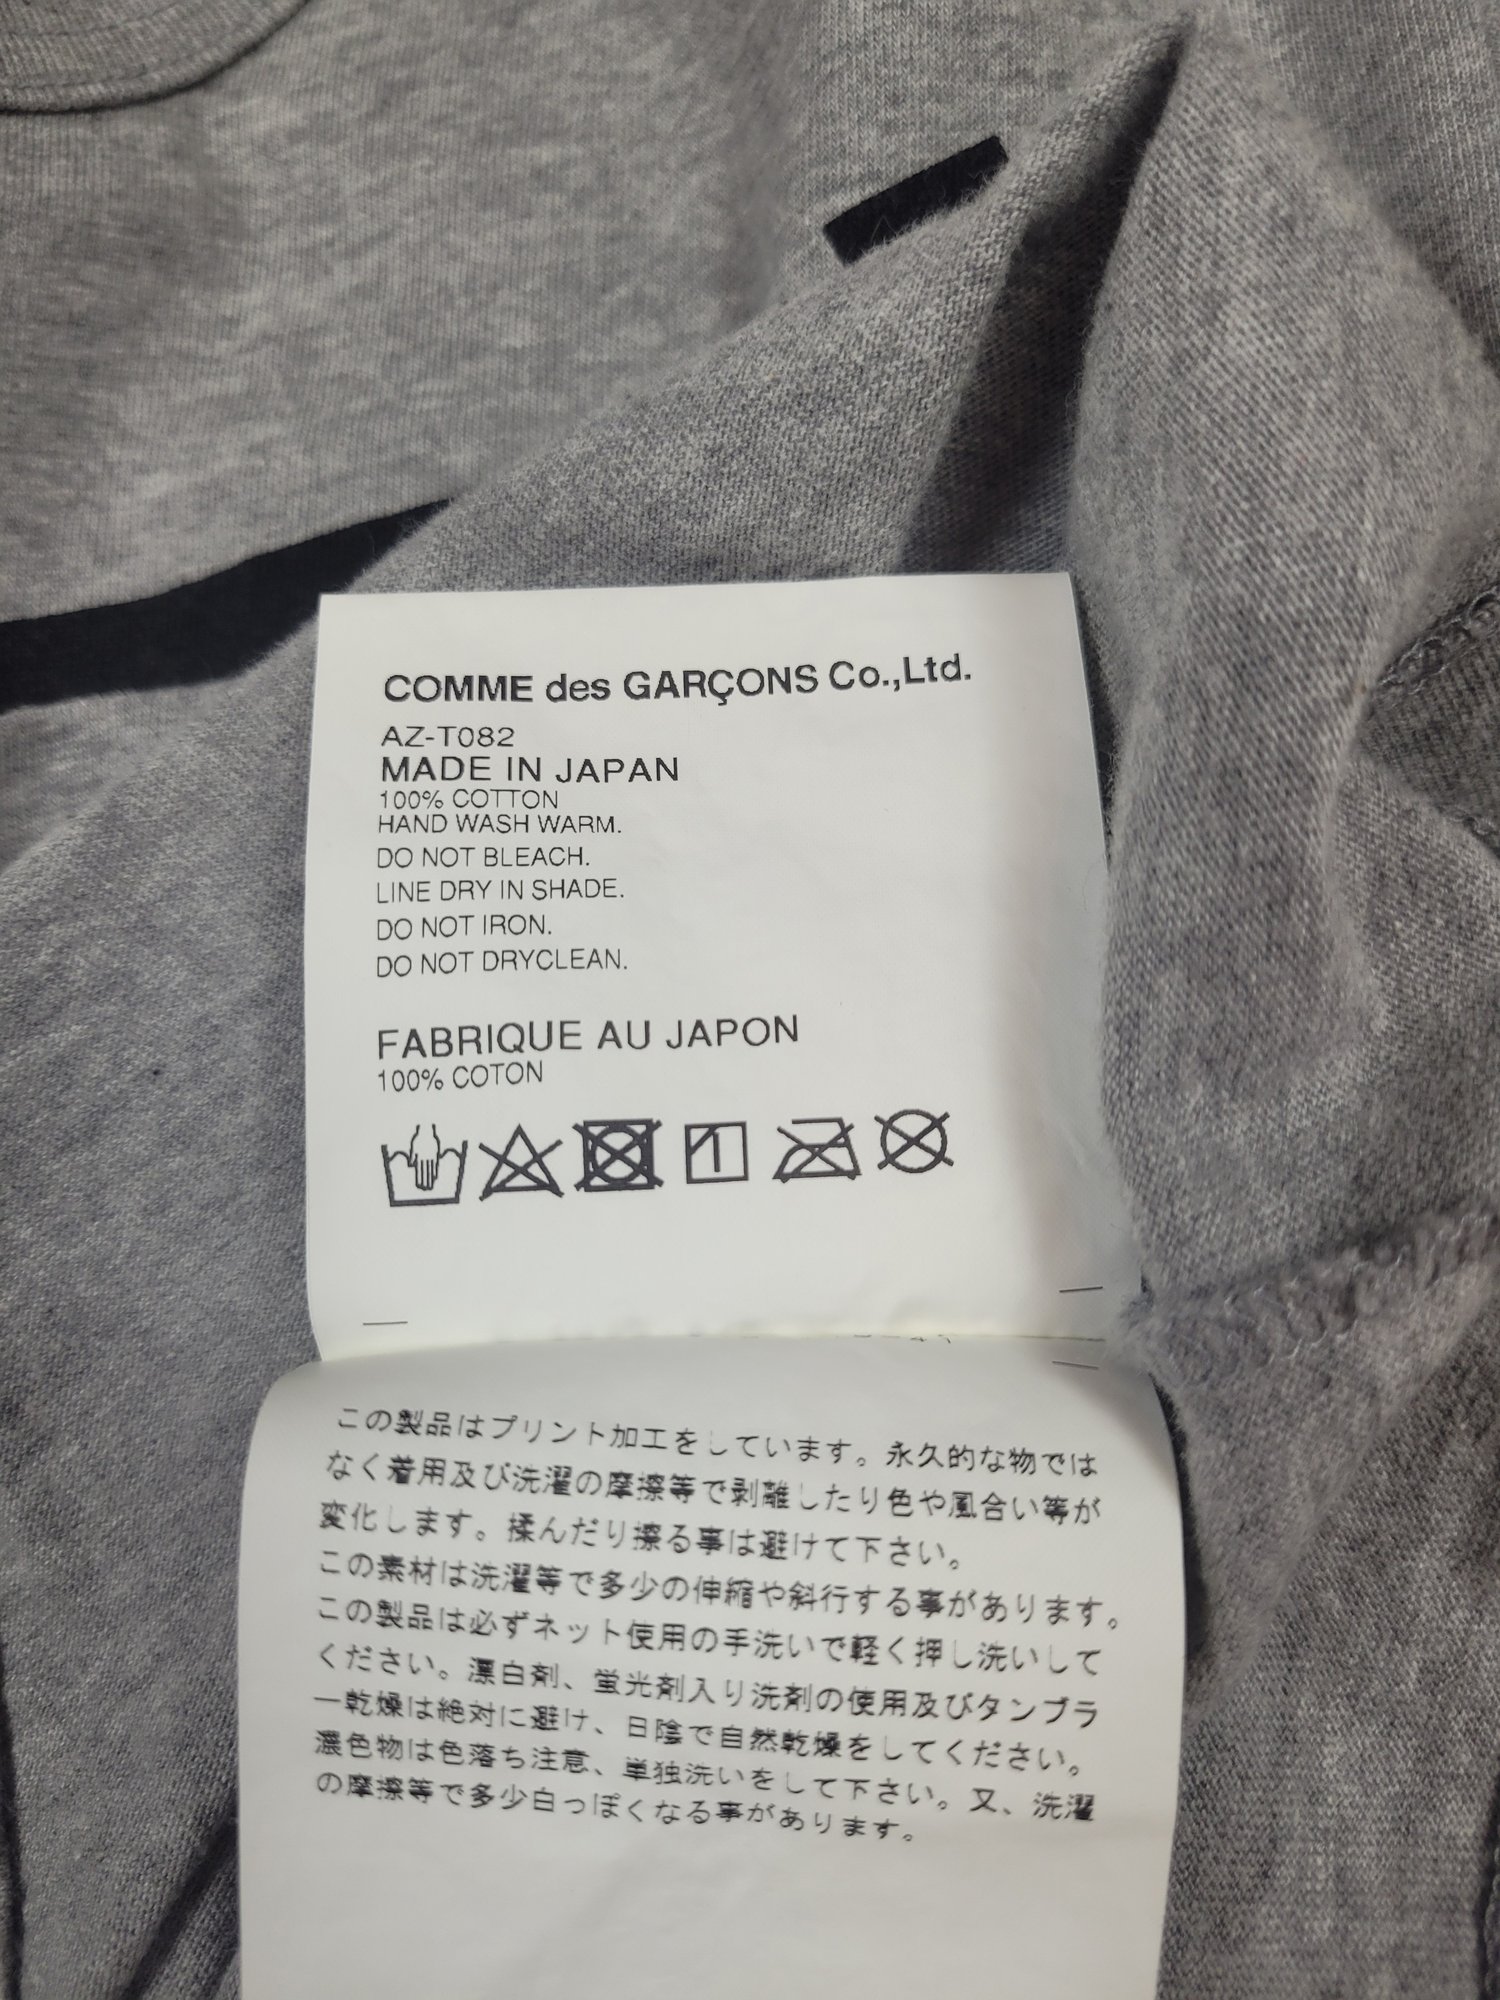 COMME des GARÇONS Co.,Ltd.
AZ-T082
MADE IN JAPAN
100% COTTON
HAND WASH WARM.
DO NOT BLEACH.
LINE DRY IN SHADE.
DO NOT IRON.
DO NOT DRYCLEAN.
FABRIQUE AU JAPON
100% COTON
この製品はプリント加工をしています。永久的な物では
なく着用及び洗濯の摩擦等で剥離したり色や風合い等が
変化します。揉んだり擦る事は避けて下さい。
この素材は洗濯等で多少の伸縮や斜行する事があります。
この製品は必ずネット使用の手洗いで軽く押し洗いして
ください。漂白剤、蛍光剤入り洗剤の使用及びタンブラ
ー乾燥は絶対に避け、日陰で自然乾燥をしてください。
濃色物は色落ち注意、単独洗いをして下さい。又、洗濯
の摩擦等で多少白っぽくなる事があります。